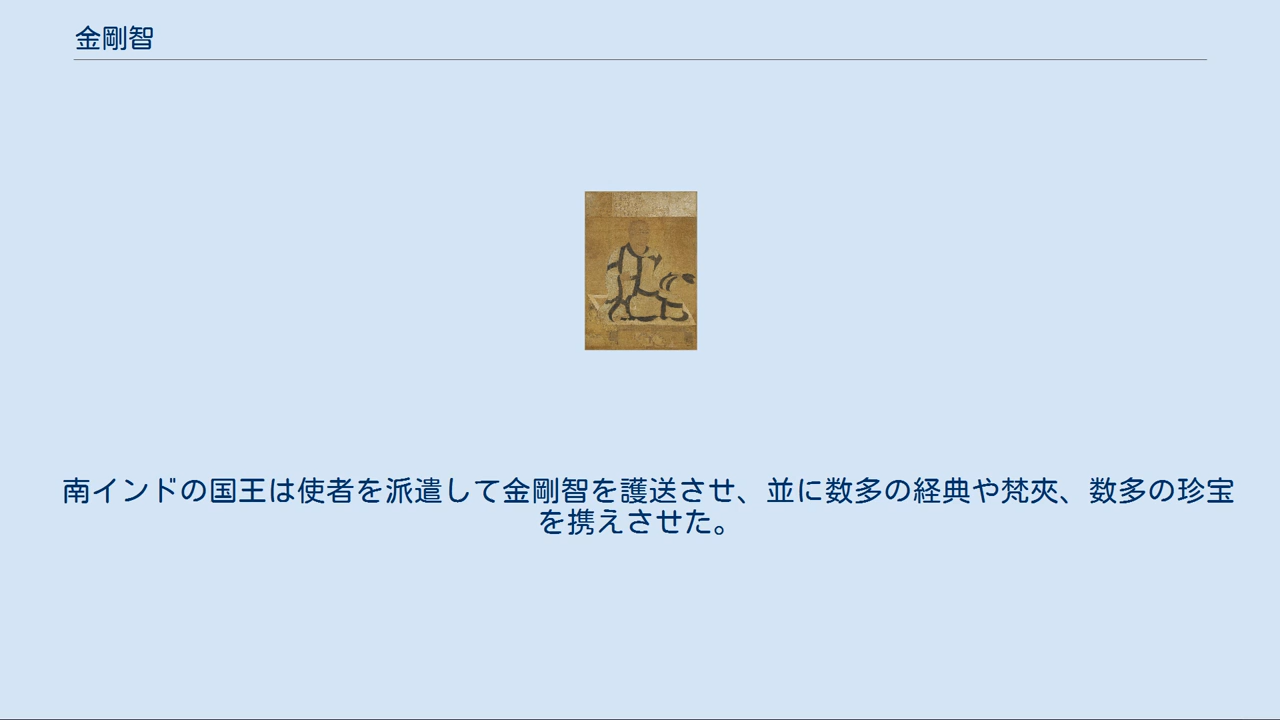 金剛智
南インドの国王は使者を派遣して金剛智を護送させ、並に数多の経典や梵夾、数多の珍宝
を携えさせた。